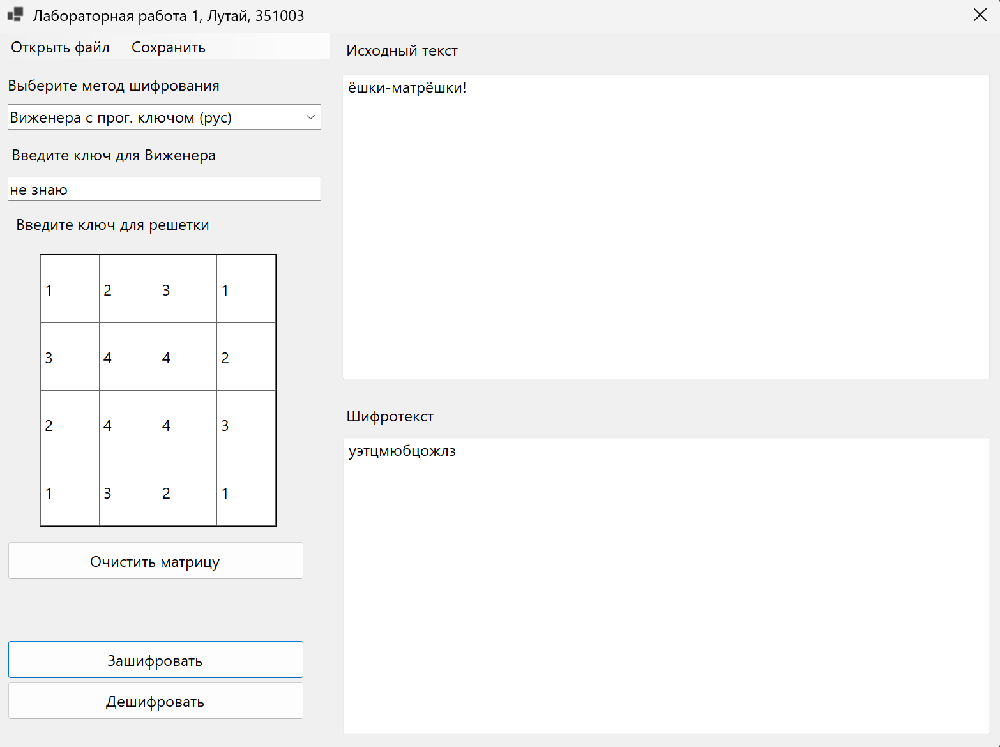 Лабораторная работа 1, Лутай, 351003
Открыть файл Сохранить
Выберите метод шифрования
Виженера с прог. ключом (рус)
Введите ключ для Виженера
не знаю
Введите ключ для решетки
1 2 3 1
3 4 4 2
2 4 4 3
1 3 2 1
Очистить матрицу
Зашифровать
Дешифровать
Исходный текст
ёшки-матрёшки!
Шифротекст
уэтцмюбцожлз